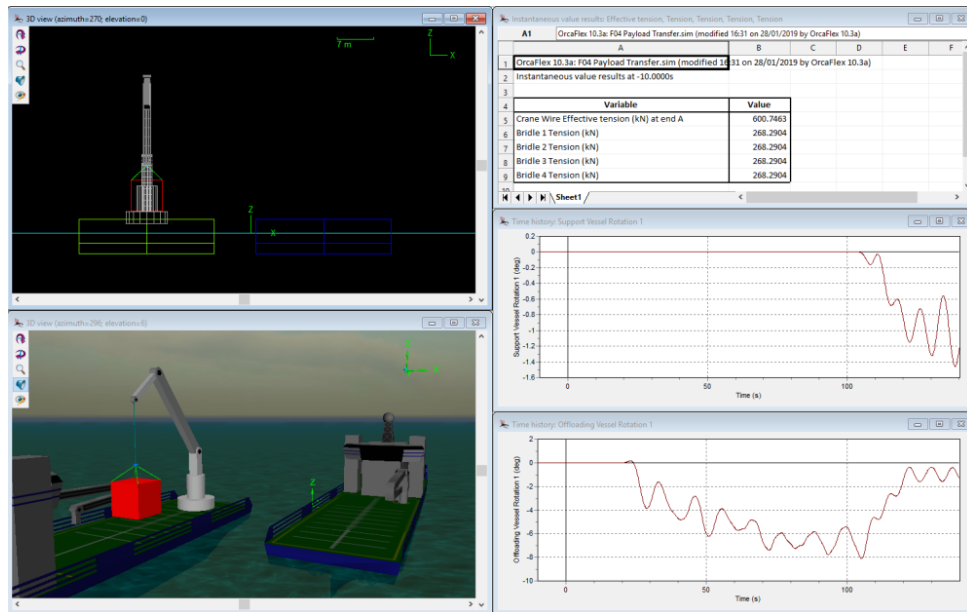 3D view (azimuth=270; elevation=0)
7 m
Z
X
Z
X
3D view (azimuth=298; elevation=6)
Z
Z
Instantaneous value results: Effective tension, Tension, Tension, Tension, Tension
A1 OrcaFlex 10.3a: F04 Payload Transfer.sim (modified 16:31 on 28/01/2019 by OrcaFlex 10.3a)
A B C D E F
1 OrcaFlex 10.3a: F04 Payload Transfer.sim (modified 16:31 on 28/01/2019 by OrcaFlex 10.3a)
2 Instantaneous value results at -10.0000s
3
4 Variable Value
5 Crane Wire Effective tension (kN) at end A 600.7463
6 Bridle 1 Tension (kN) 268.2904
7 Bridle 2 Tension (kN) 268.2904
8 Bridle 3 Tension (kN) 268.2904
9 Bridle 4 Tension (kN) 268.2904
10
Sheet1
Time history: Support Vessel Rotation 1
Support Vessel Rotation 1 (deg)
0.2
0
-0.2
-0.4
-0.6
-0.8
-1
-1.2
-1.4
-1.6
0 50 100
Time (s)
Time history: Offloading Vessel Rotation 1
Offloading Vessel Rotation 1 (deg)
2
0
-2
-4
-6
-8
-10
0 50 100
Time (s)